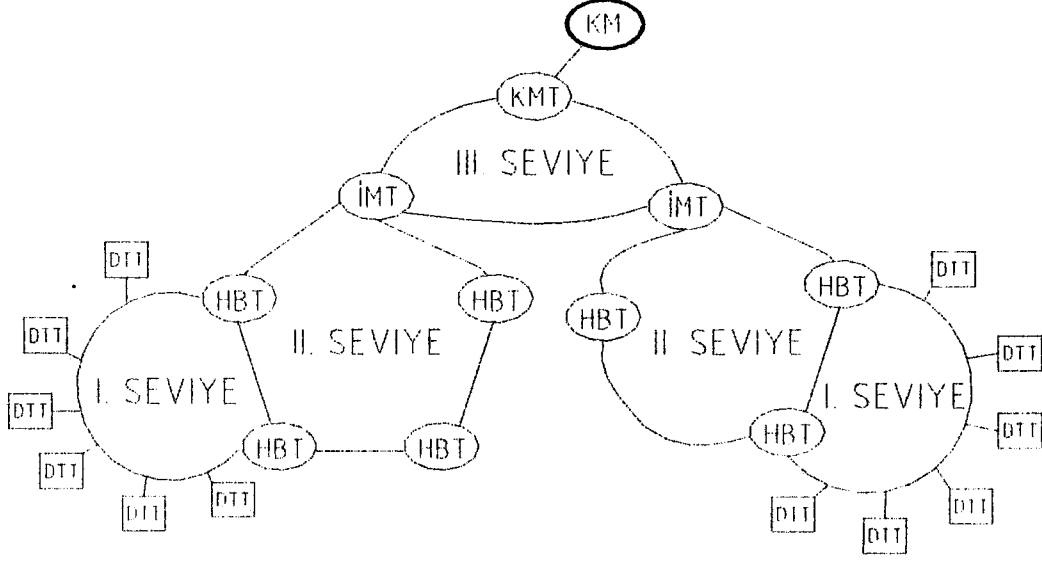 KM
KMT
III. SEVIYE
İMT
İMT
DTT
HBT
HBT
HBT
HBT
DTT
DTT
II. SEVIYE
II SEVIYE
DTT
DTT
I. SEVIYE
I. SEVIYE
DTT
HBT
HBT
HBT
DTT
DTT
DTT
DTT
DTT
DTT
DTT